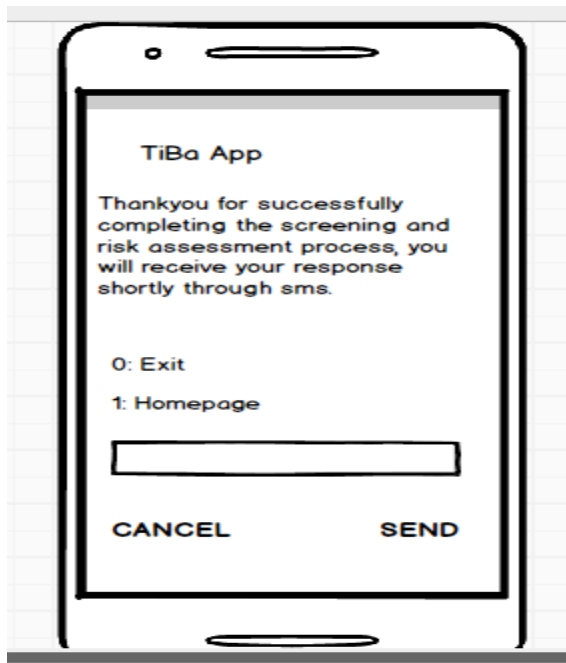 TiBa App
Thankyou for successfully
completing the screening and
risk assessment process, you
will receive your response
shortly through sms.
0: Exit
1: Homepage
CANCEL SEND